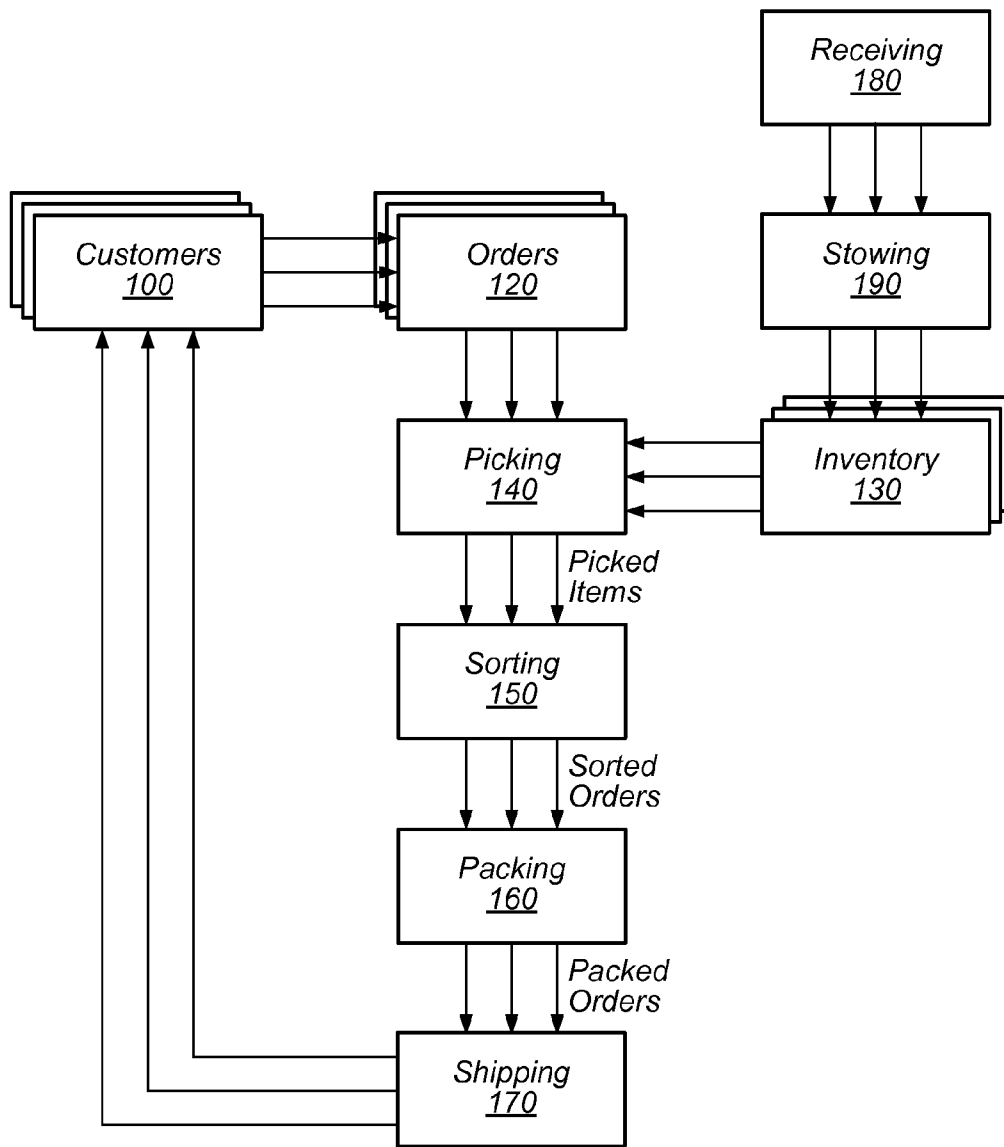 Receiving
180
Customers
100
Orders
120
Stowing
190
Picking
140
Inventory
130
Picked
Items
Sorting
150
Sorted
Orders
Packing
160
Packed
Orders
Shipping
170